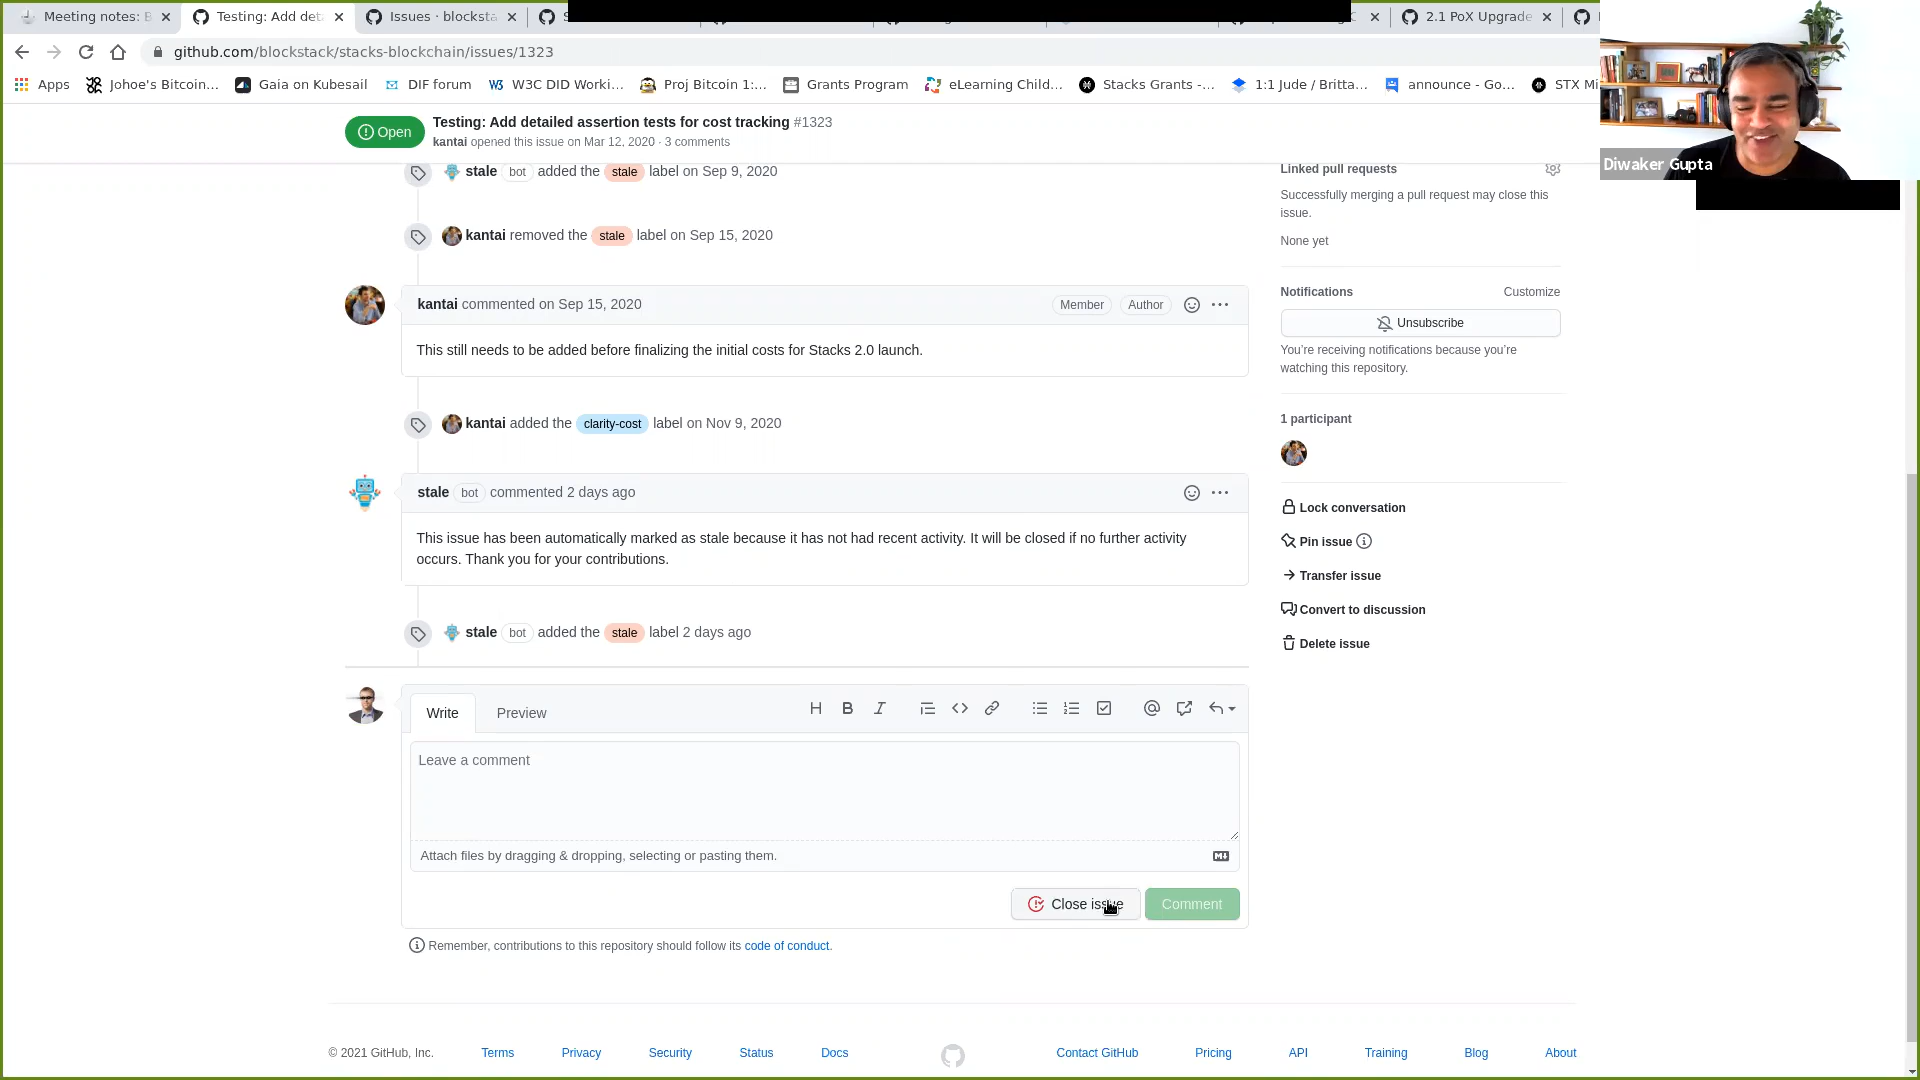 Meeting notes: B
Testing: Add det
Issues · blocksta
2.1 PoX Upgrade
github.com/blockstack/stacks-blockchain/issues/1323
Apps
Johoe's Bitcoin...
Gaia on Kubesail
DIF forum
W3C DID Worki...
Proj Bitcoin 1:...
Grants Program
eLearning Child...
Stacks Grants -...
1:1 Jude / Britta...
announce - Go...
STX Mi
Diwaker Gupta
Open
Testing: Add detailed assertion tests for cost tracking #1323
kantai opened this issue on Mar 12, 2020 · 3 comments
stale bot added the stale label on Sep 9, 2020
kantai removed the stale label on Sep 15, 2020
kantai commented on Sep 15, 2020
Member
Author
This still needs to be added before finalizing the initial costs for Stacks 2.0 launch.
kantai added the clarity-cost label on Nov 9, 2020
stale bot commented 2 days ago
This issue has been automatically marked as stale because it has not had recent activity. It will be closed if no further activity
occurs. Thank you for your contributions.
stale bot added the stale label 2 days ago
Write
Preview
Leave a comment
Attach files by dragging & dropping, selecting or pasting them.
Close issue
Comment
Remember, contributions to this repository should follow its code of conduct.
Linked pull requests
Successfully merging a pull request may close this
issue.
None yet
Notifications
Customize
Unsubscribe
You're receiving notifications because you're
watching this repository.
1 participant
Lock conversation
Pin issue
Transfer issue
Convert to discussion
Delete issue
© 2021 GitHub, Inc.
Terms
Privacy
Security
Status
Docs
Contact GitHub
Pricing
API
Training
Blog
About